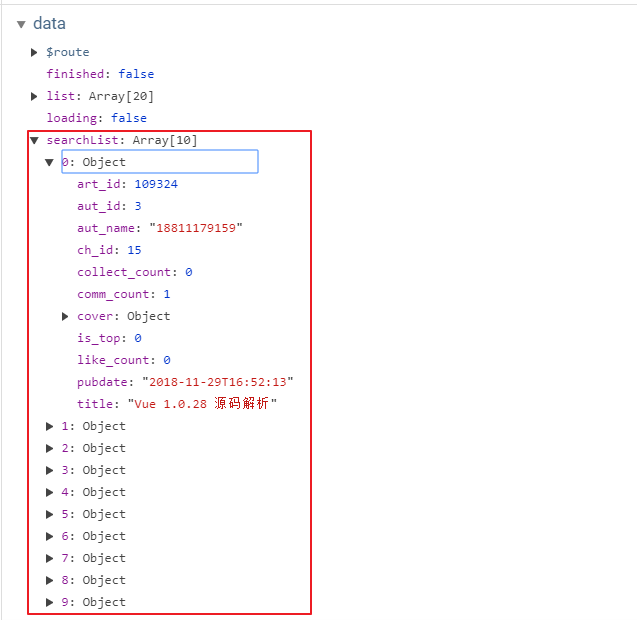 data
$route
finished: false
list: Array[20]
loading: false
searchList: Array[10]
0: Object
art_id: 109324
aut_id: 3
aut_name: "18811179159"
ch_id: 15
collect_count: 0
comm_count: 1
cover: Object
is_top: 0
like_count: 0
pubdate: "2018-11-29T16:52:13"
title: "Vue 1.0.28 源码解析"
1: Object
2: Object
3: Object
4: Object
5: Object
6: Object
7: Object
8: Object
9: Object